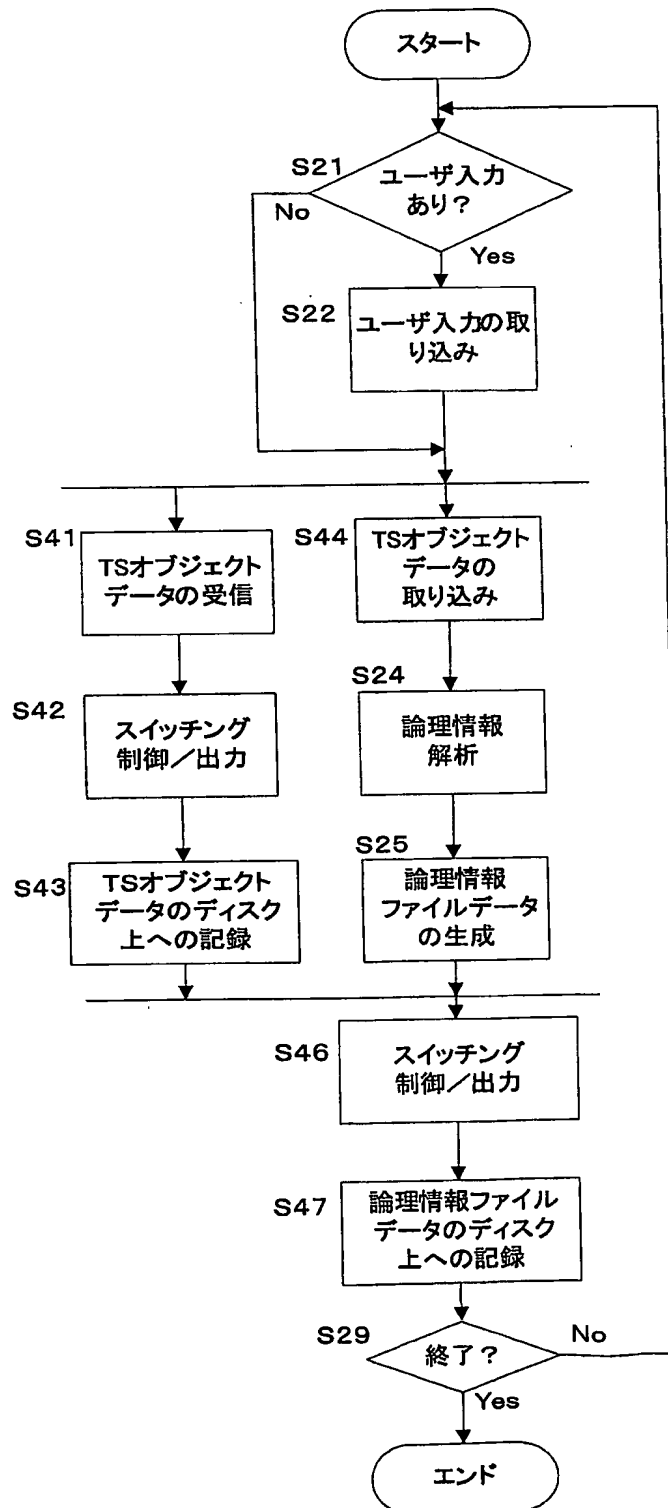 スタート
S21
ユーザ入力
あり？
No
Yes
S22
ユーザ入力の取
り込み
S41
TSオブジェクト
データの受信
S44
TSオブジェクト
データの
取り込み
S42
スイッチング
制御／出力
S24
論理情報
解析
S43
TSオブジェクト
データのディスク
上への記録
S25
論理情報
ファイルデータ
の生成
S46
スイッチング
制御／出力
S47
論理情報ファイル
データのディスク
上への記録
S29
終了？
No
Yes
エンド